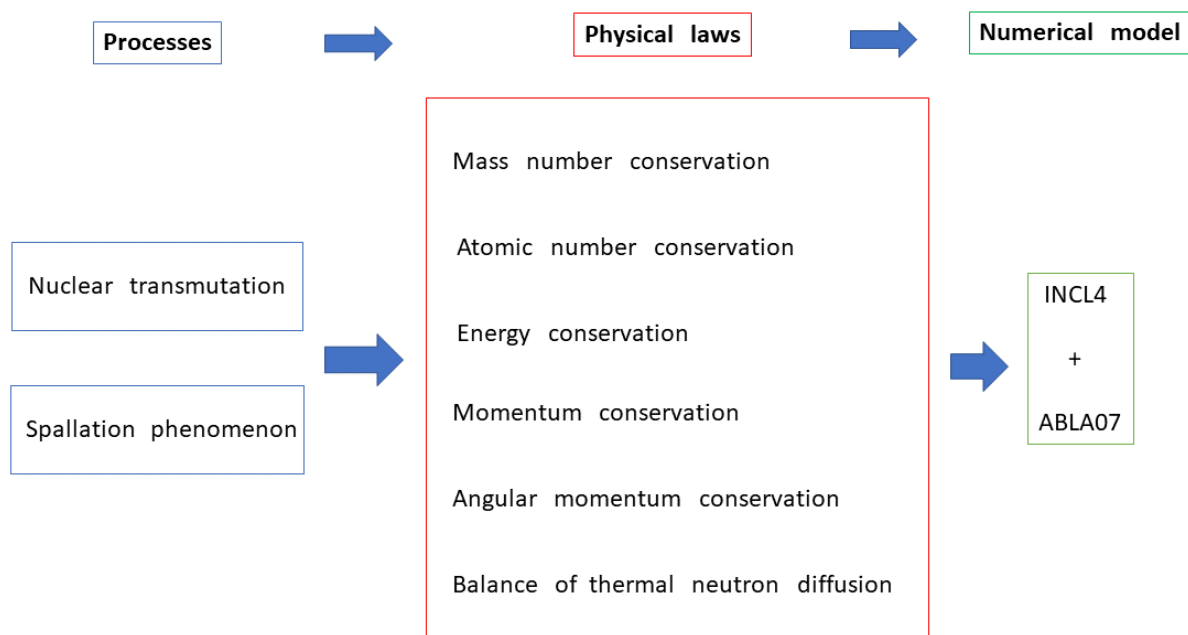 Processes
Physical laws
Numerical model
Nuclear transmutation
Spallation phenomenon
Mass number conservation
Atomic number conservation
Energy conservation
Momentum conservation
Angular momentum conservation
Balance of thermal neutron diffusion
INCL4
+
ABLA07